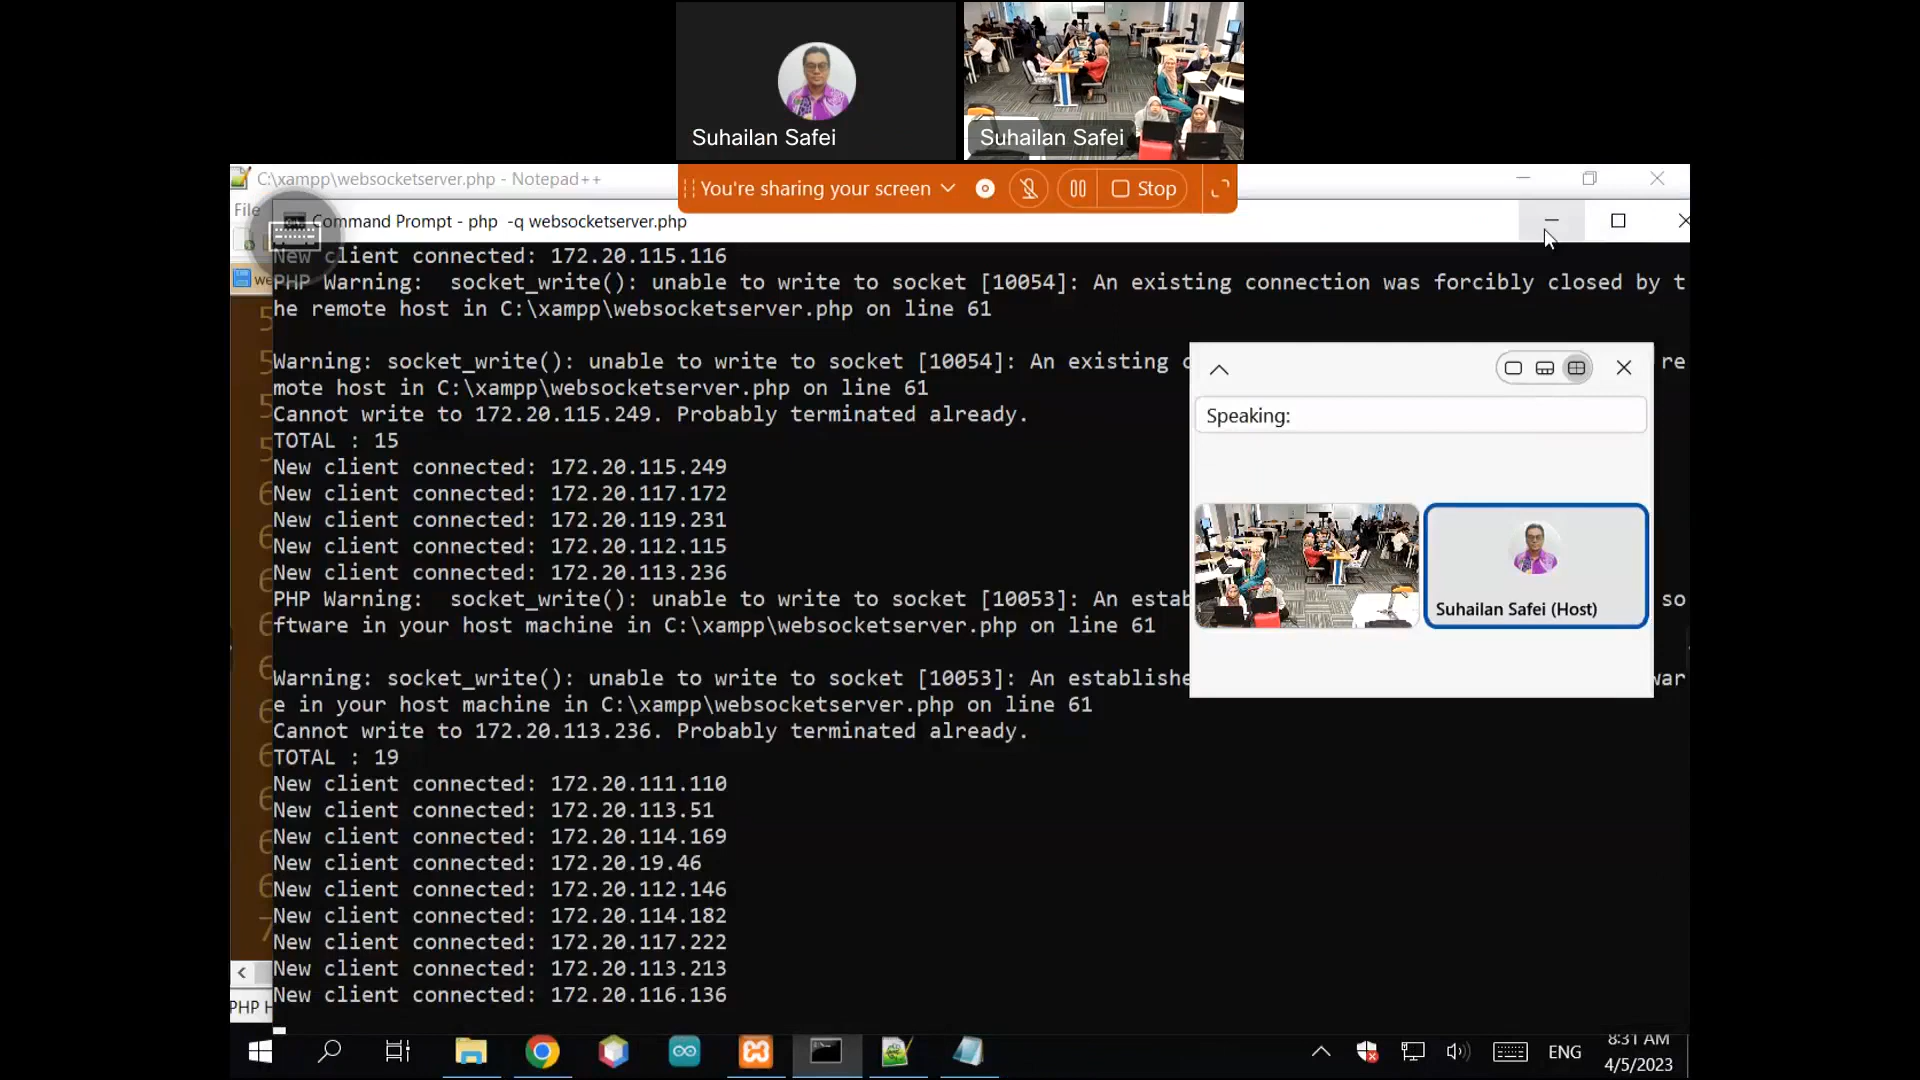 Suhailan Safei
Suhailan Safei
C:\xampp\websocketserver.php - Notepad++
You're sharing your screen
Stop
File
Command Prompt - php -q websocketserver.php
New client connected: 172.20.115.116
PHP Warning:  socket_write(): unable to write to socket [10054]: An existing connection was forcibly closed by t
he remote host in C:\xampp\websocketserver.php on line 61
Warning: socket_write(): unable to write to socket [10054]: An existing re
mote host in C:\xampp\websocketserver.php on line 61
Cannot write to 172.20.115.249. Probably terminated already.
TOTAL : 15
New client connected: 172.20.115.249
New client connected: 172.20.117.172
New client connected: 172.20.119.231
New client connected: 172.20.112.115
New client connected: 172.20.113.236
PHP Warning:  socket_write(): unable to write to socket [10053]: An estab so
ftware in your host machine in C:\xampp\websocketserver.php on line 61
Warning: socket_write(): unable to write to socket [10053]: An establishe war
e in your host machine in C:\xampp\websocketserver.php on line 61
Cannot write to 172.20.113.236. Probably terminated already.
TOTAL : 19
New client connected: 172.20.111.110
New client connected: 172.20.113.51
New client connected: 172.20.114.169
New client connected: 172.20.19.46
New client connected: 172.20.112.146
New client connected: 172.20.114.182
New client connected: 172.20.117.222
New client connected: 172.20.113.213
New client connected: 172.20.116.136
Speaking:
Suhailan Safei (Host)
PHP
ENG
8:31 AM
4/5/2023